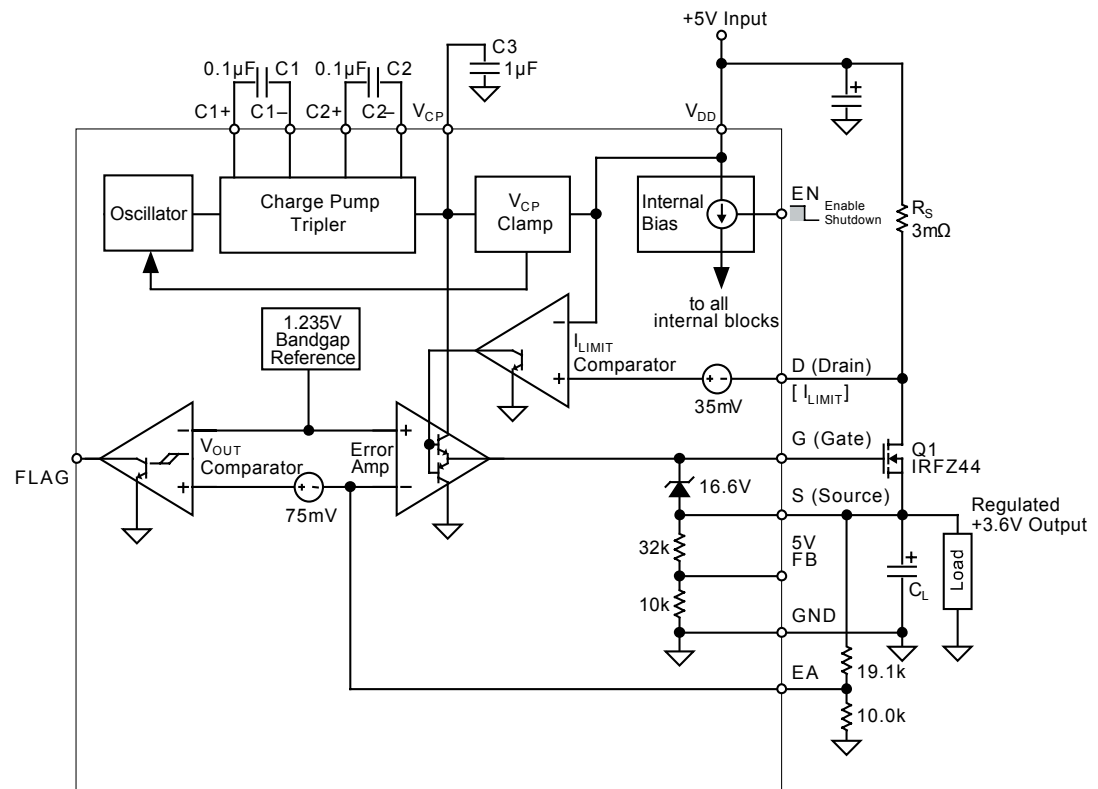 +5V Input
C3
1µF
0.1µF C1
0.1µF C2
C1+
C1–
C2+
C2–
VCP
VDD
Oscillator
Charge Pump
Tripler
VCP
Clamp
Internal
Bias
EN
Enable
Shutdown
RS
3mΩ
to all
internal blocks
1.235V
Bandgap
Reference
ILIMIT
Comparator
35mV
D (Drain)
[ ILIMIT]
G (Gate)
Q1
IRFZ44
FLAG
VOUT
Comparator
75mV
Error
Amp
16.6V
S (Source)
Regulated
+3.6V Output
32k
5V
FB
10k
CL
Load
GND
EA
19.1k
10.0k